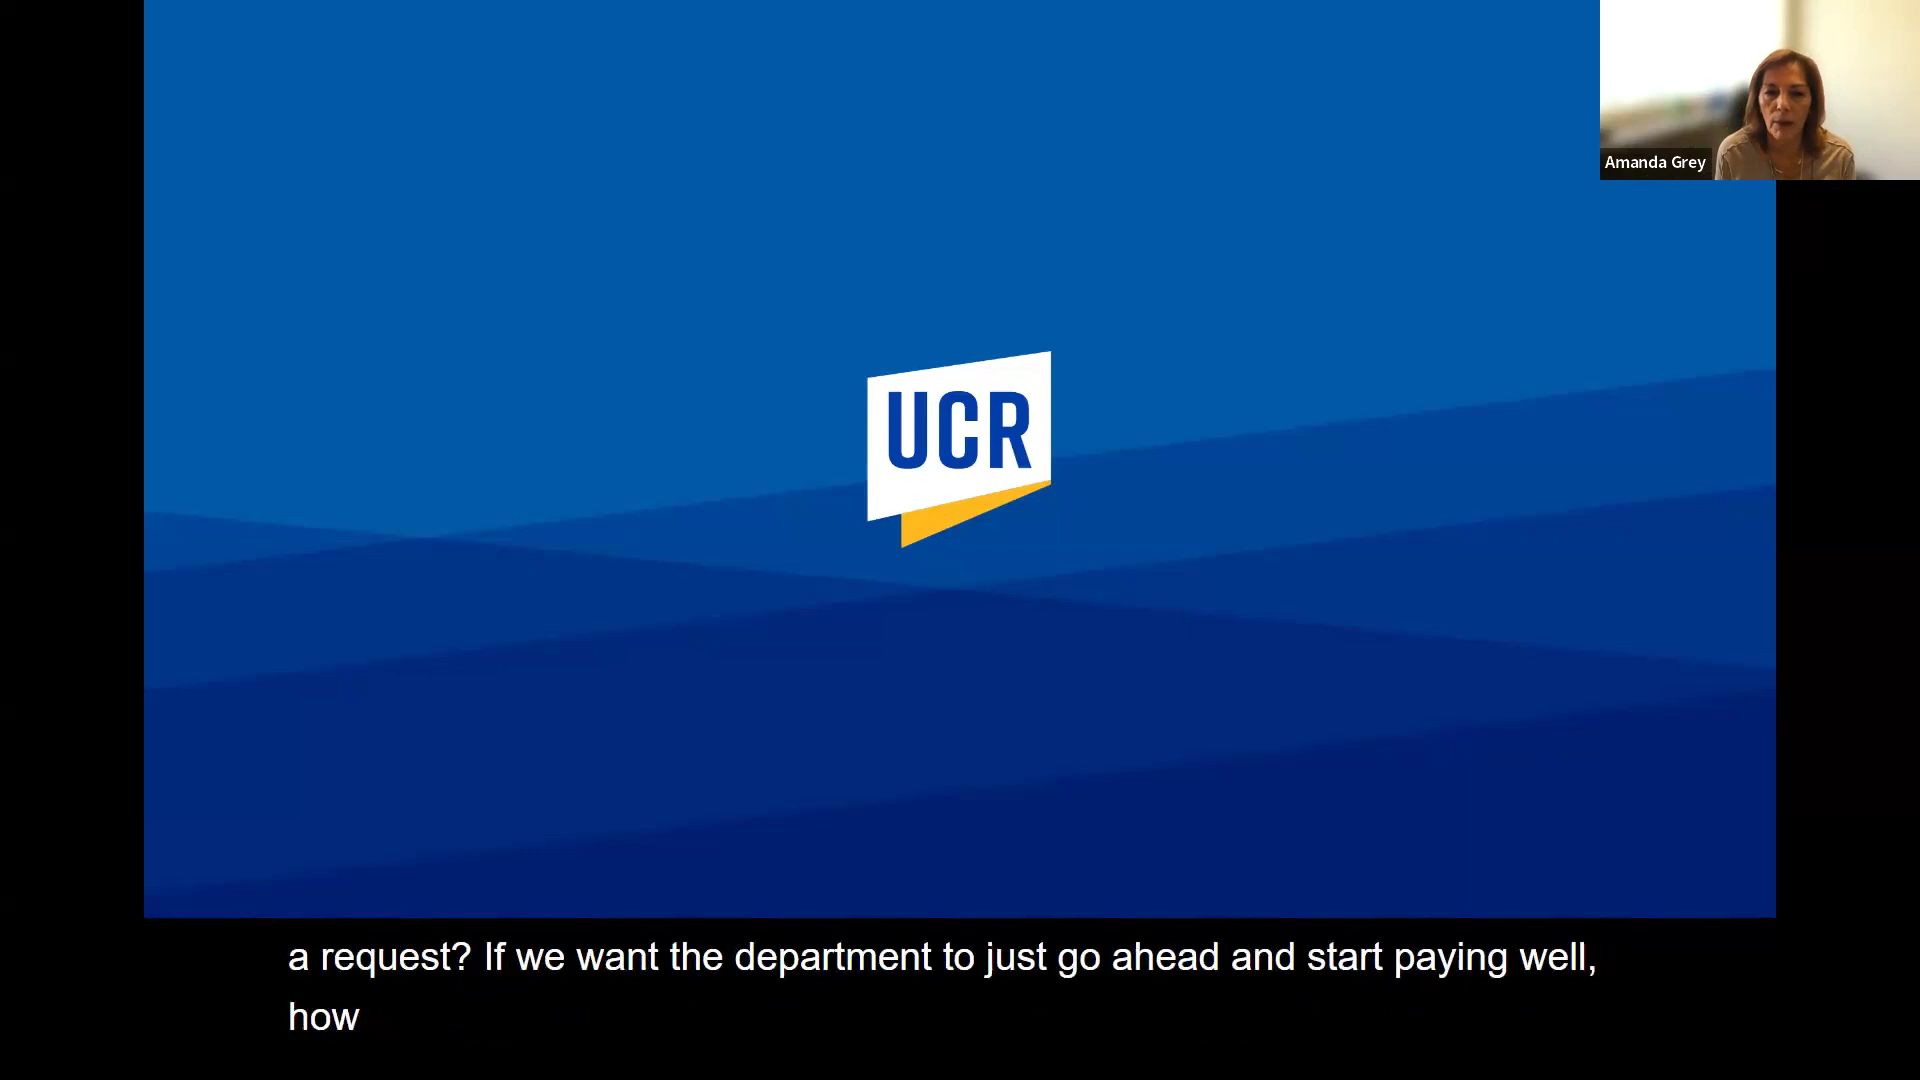 Amanda Grey
UCR
a request? If we want the department to just go ahead and start paying well,
how